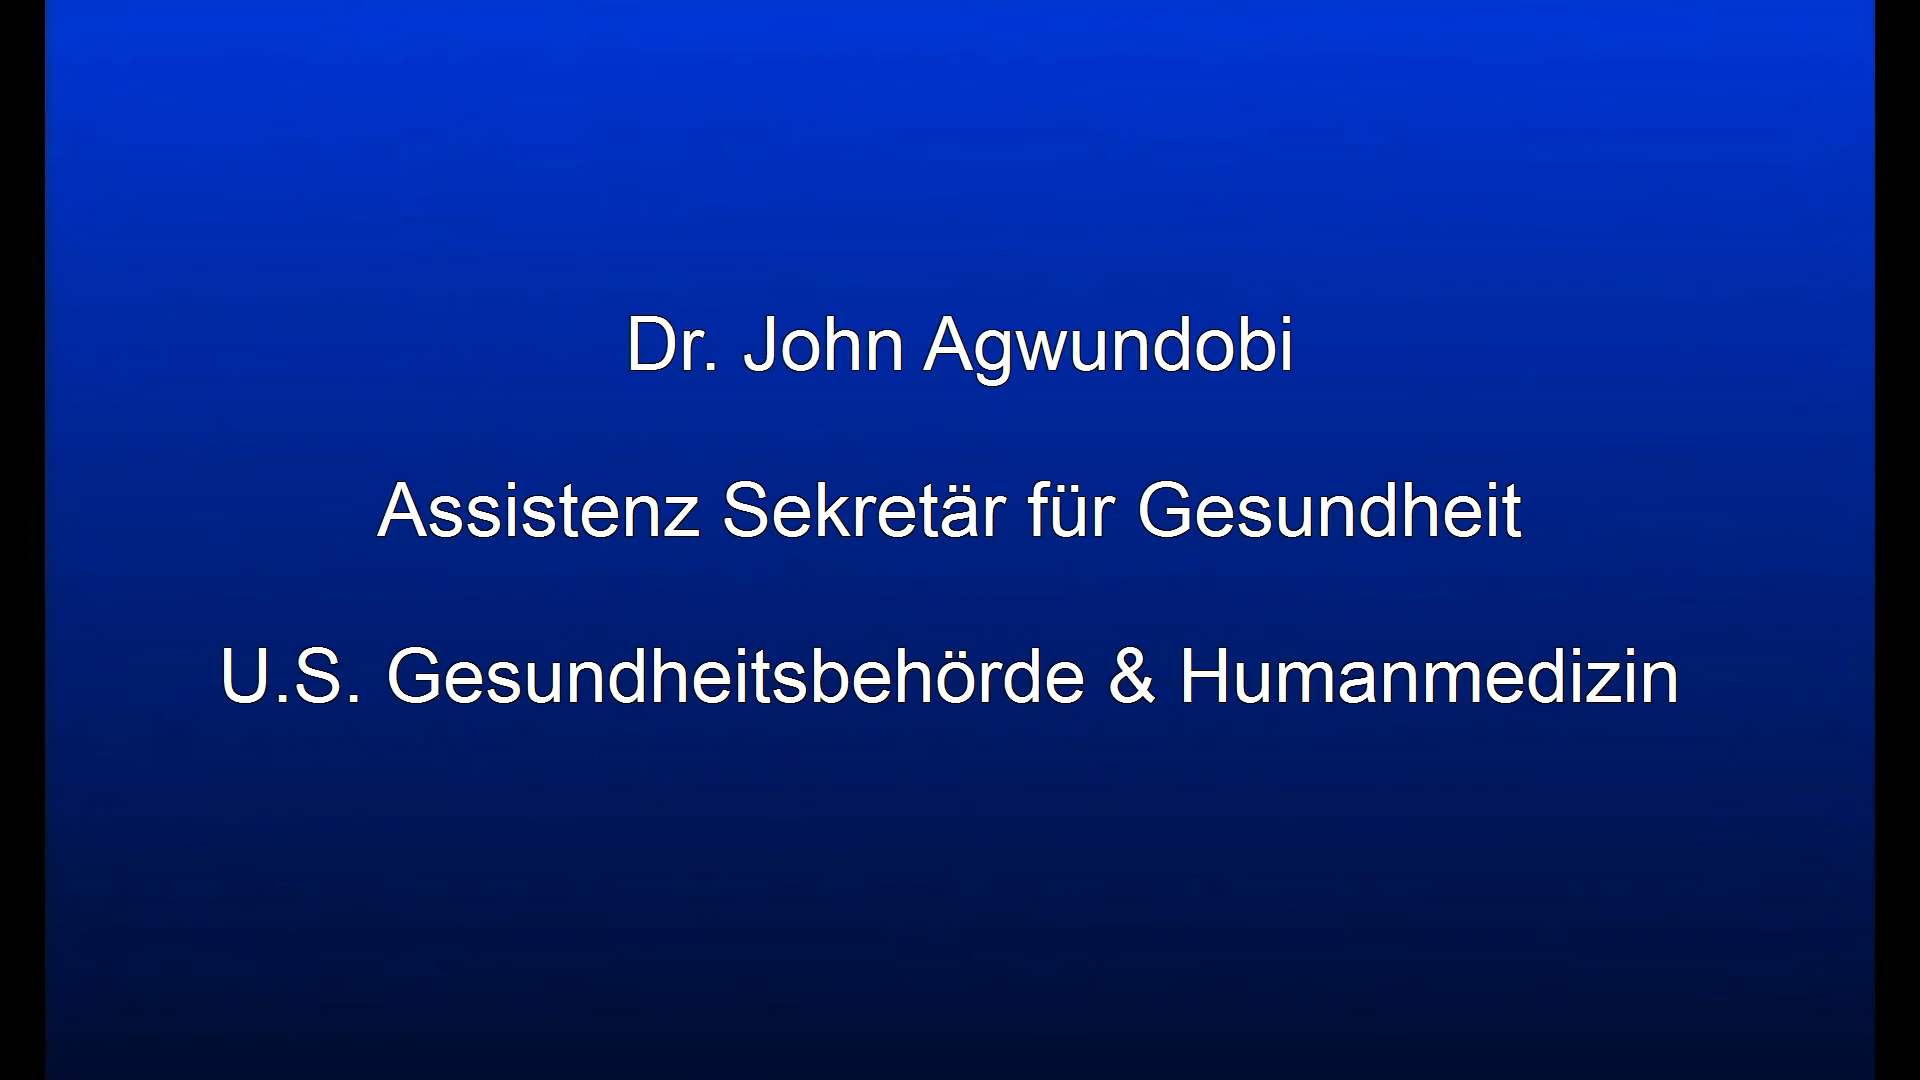 Dr. John Agwundobi
Assistenz Sekretär für Gesundheit
U.S. Gesundheitsbehörde & Humanmedizin